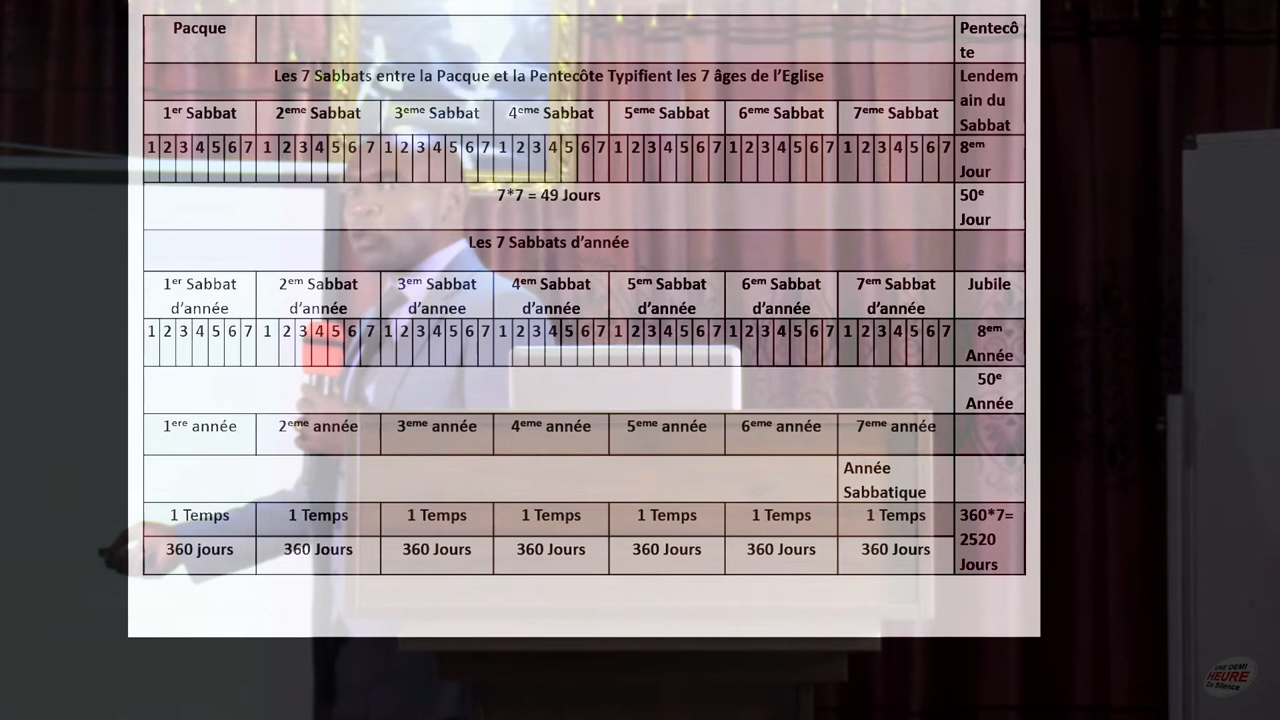 Pacque Pentecô
te
Les 7 Sabbats entre la Pacque et la Pentecôte Typifient les 7 âges de l'Eglise Lendem
ain du
Sabbat
1er Sabbat 2eme Sabbat 3eme Sabbat 4eme Sabbat 5eme Sabbat 6eme Sabbat 7eme Sabbat
1 2 3 4 5 6 7 1 2 3 4 5 6 7 1 2 3 4 5 6 7 1 2 3 4 5 6 7 1 2 3 4 5 6 7 1 2 3 4 5 6 7 1 2 3 4 5 6 7 8em
Jour
7*7 = 49 Jours 50e
Jour
Les 7 Sabbats d'année
1er Sabbat 2em Sabbat 3em Sabbat 4em Sabbat 5em Sabbat 6em Sabbat 7em Sabbat Jubile
d'année d'année d'annee d'année d'année d'année d'année
1 2 3 4 5 6 7 1 2 3 4 5 6 7 1 2 3 4 5 6 7 1 2 3 4 5 6 7 1 2 3 4 5 6 7 1 2 3 4 5 6 7 1 2 3 4 5 6 7 8em
Année
50e
Année
1ere année 2eme année 3eme année 4eme année 5eme année 6eme année 7eme année
Année
Sabbatique
1 Temps 1 Temps 1 Temps 1 Temps 1 Temps 1 Temps 1 Temps 360*7=
2520
Jours
360 jours 360 Jours 360 Jours 360 Jours 360 Jours 360 Jours 360 Jours
UNE DEMI
HEURE
De Silence